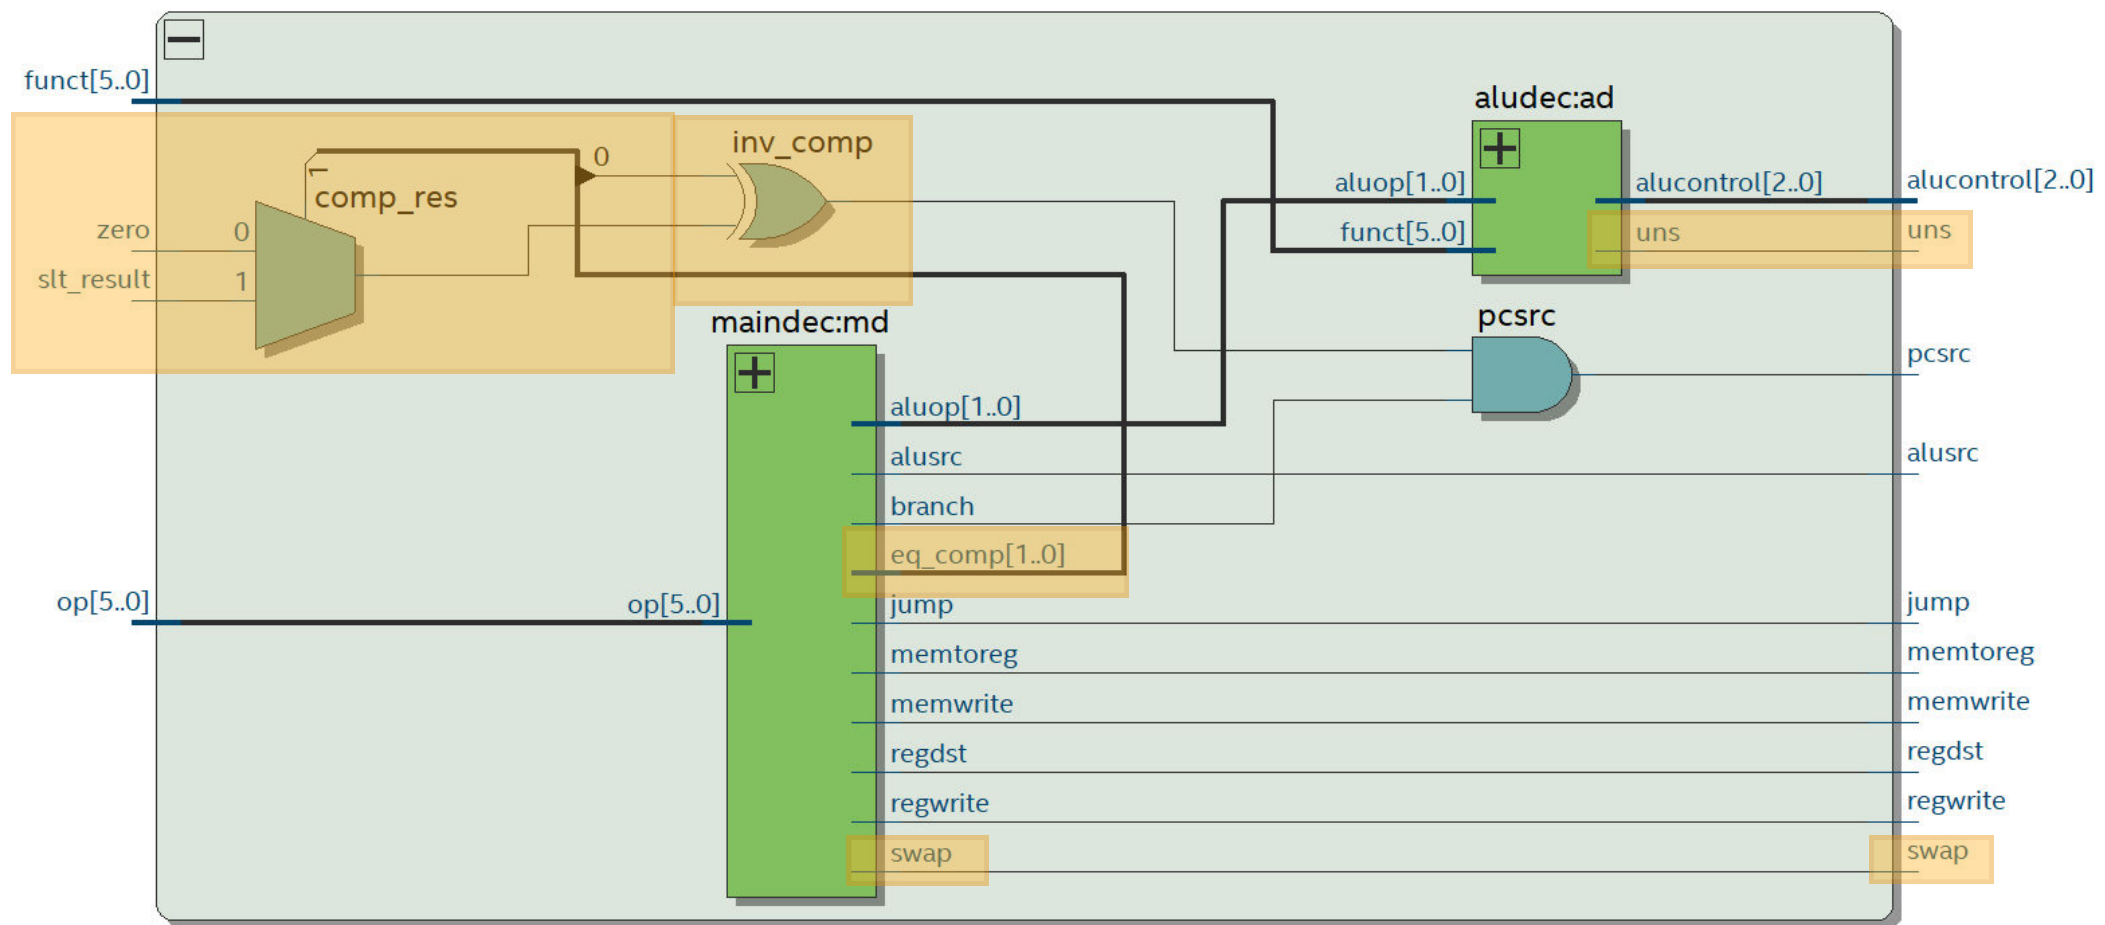 funct[5..0]
aludec:ad
inv_comp
0
1
comp_res
aluop[1..0]
alucontrol[2..0]
alucontrol[2..0]
zero
0
funct[5..0]
uns
uns
slt_result
1
maindec:md
pcsrc
pcsrc
aluop[1..0]
alusrc
alusrc
branch
eq_comp[1..0]
op[5..0]
op[5..0]
jump
jump
memtoreg
memtoreg
memwrite
memwrite
regdst
regdst
regwrite
regwrite
swap
swap